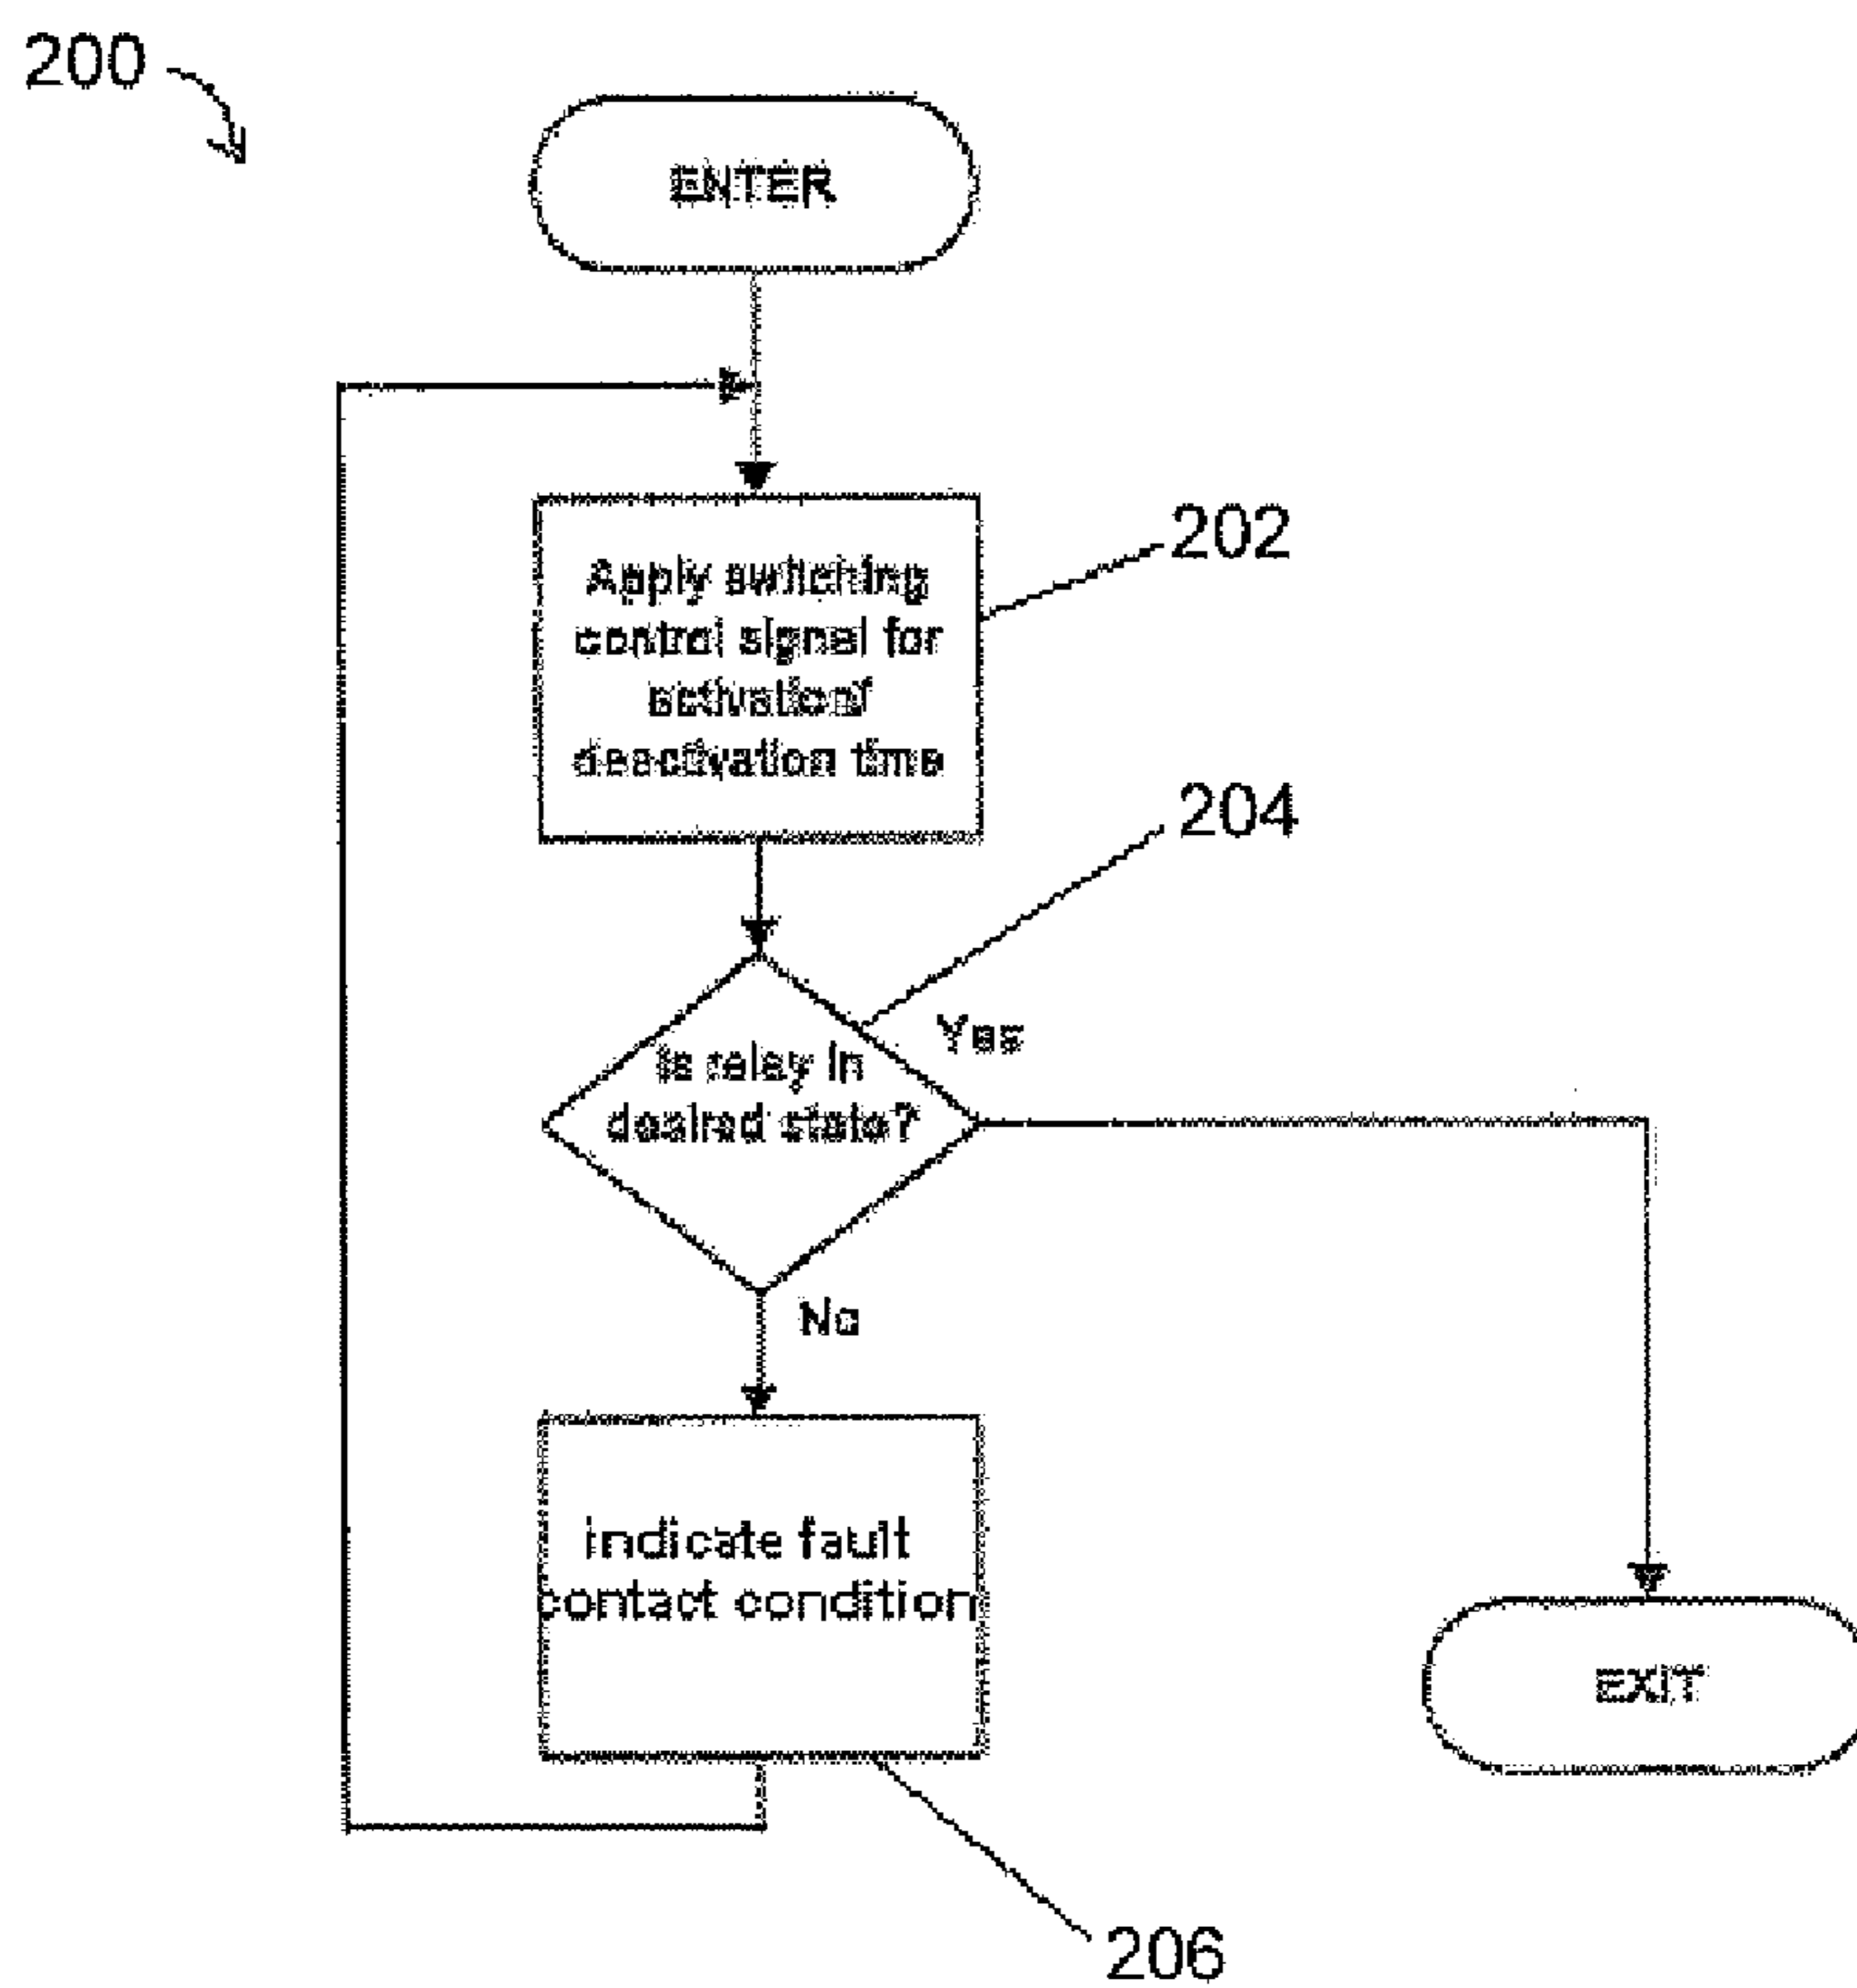 200
ENTER
Apply switching
control signal for
activation/
deactivation time
202
204
Yes
Is relay in
desired state?
No
indicate fault
contact condition
EXIT
206